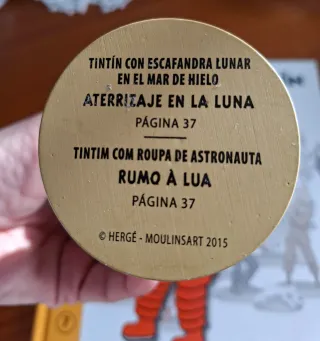 TINTÍN CON ESCAFANDRA LUNAR
EN EL MAR DE HIELO
ATERRIZAJE EN LA LUNA
PÁGINA 37
TINTIM COM ROUPA DE ASTRONAUTA
RUMO À LUA
PÁGINA 37
© HERGÉ - MOULINSART 2015